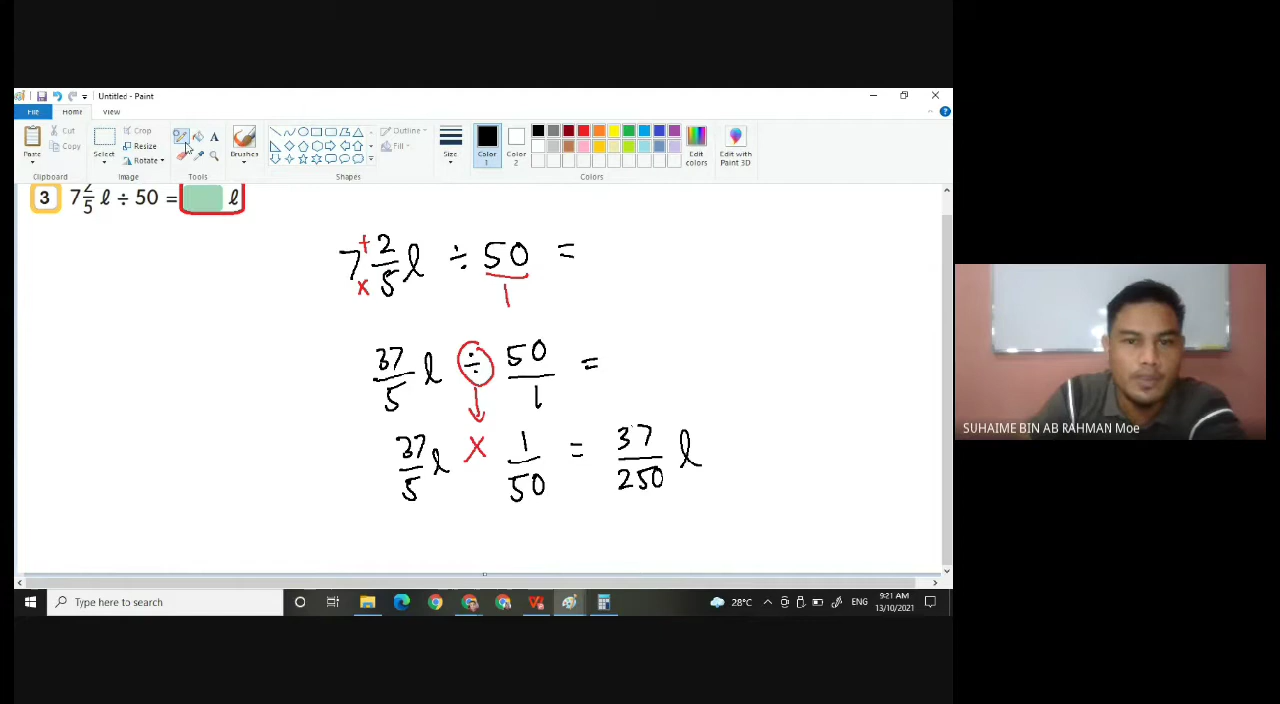 Untitled - Paint
File Home View
Paste Cut Copy
Select Crop Resize Rotate
A
Brushes
Outline Fill
Size
Color 1 Color 2
Edit colors
Edit with Paint 3D
Clipboard Image Tools Shapes Colors
3 7 2/5 ℓ ÷ 50 = ℓ
7 + × 2/5 ℓ ÷ 50/1 =
37/5 ℓ ÷ 50/1 =
37/5 ℓ × 1/50 = 37/250 ℓ
SUHAIME BIN AB RAHMAN Moe
Type here to search
28°C ENG 9:21 AM
13/10/2021